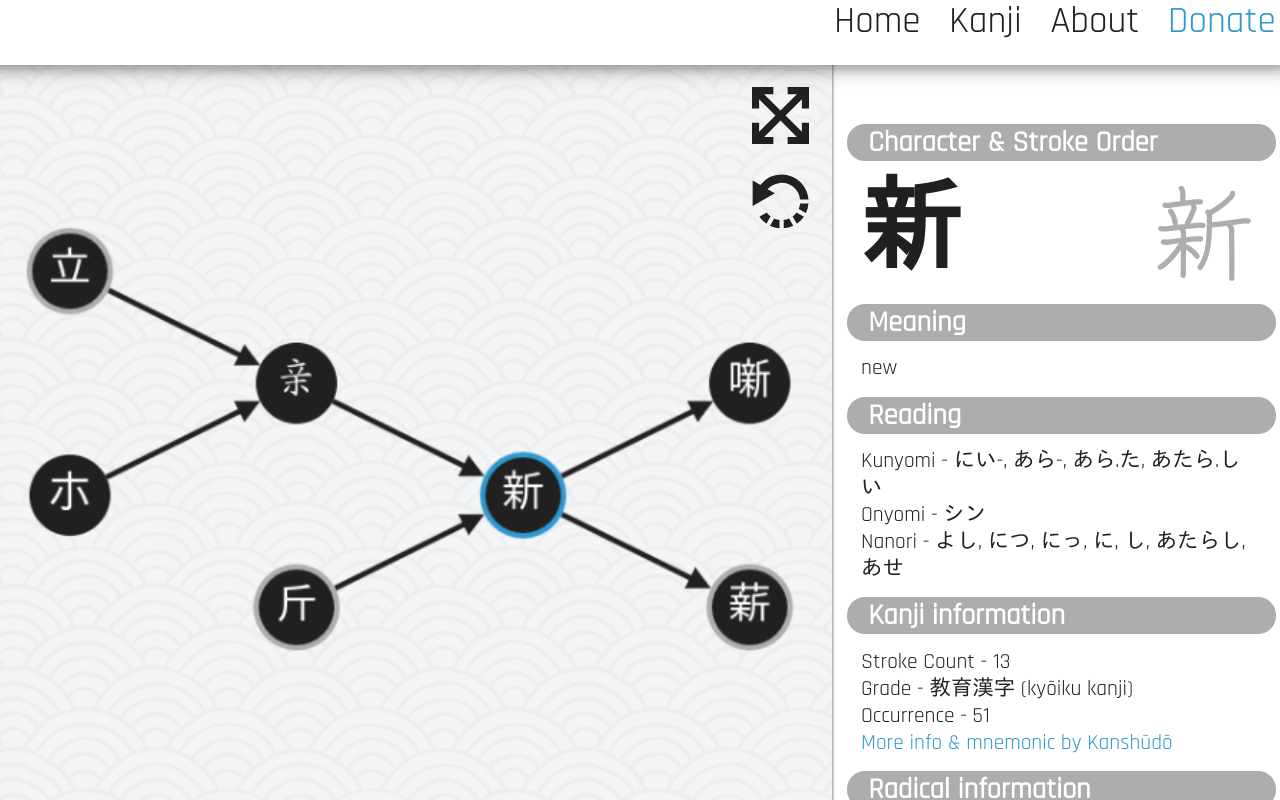 Home Kanji About Donate
立
亲
朩
新
斤
噺
薪
Character & Stroke Order
新 新
Meaning
new
Reading
Kunyomi - にい-, あら-, あら.た, あたら.し
い
Onyomi - シン
Nanori - よし, につ, にっ, に, し, あたらし,
あせ
Kanji information
Stroke Count - 13
Grade - 教育漢字 (kyōiku kanji)
Occurrence - 51
More info & mnemonic by Kanshūdō
Radical information